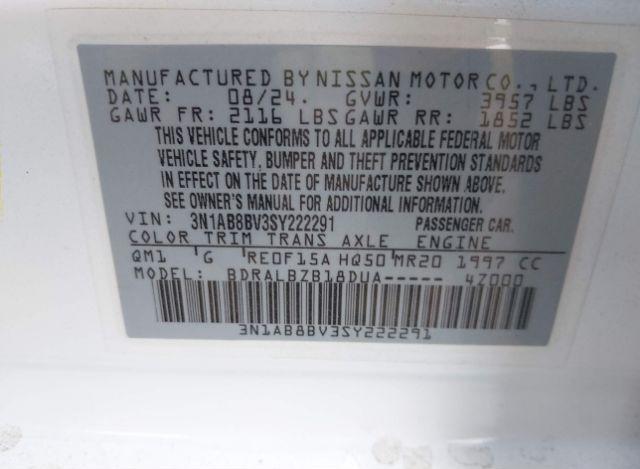 MANUFACTURED BY NISSAN MOTOR CO., LTD.
DATE: 08/24. GVWR: 3957 LBS
GAWR FR: 2116 LBS GAWR RR: 1852 LBS
THIS VEHICLE CONFORMS TO ALL APPLICABLE FEDERAL MOTOR
VEHICLE SAFETY, BUMPER AND THEFT PREVENTION STANDARDS
IN EFFECT ON THE DATE OF MANUFACTURE SHOWN ABOVE.
SEE OWNER'S MANUAL FOR ADDITIONAL INFORMATION.
VIN: 3N1AB8BV3SY222291 PASSENGER CAR.
COLOR TRIM TRANS AXLE ENGINE
QM1 'G RE0F15A HQ50 MR20 1997 CC
MODEL: BDRALBZB18DUA----- 4Z000
3N1AB8BV3SY222291